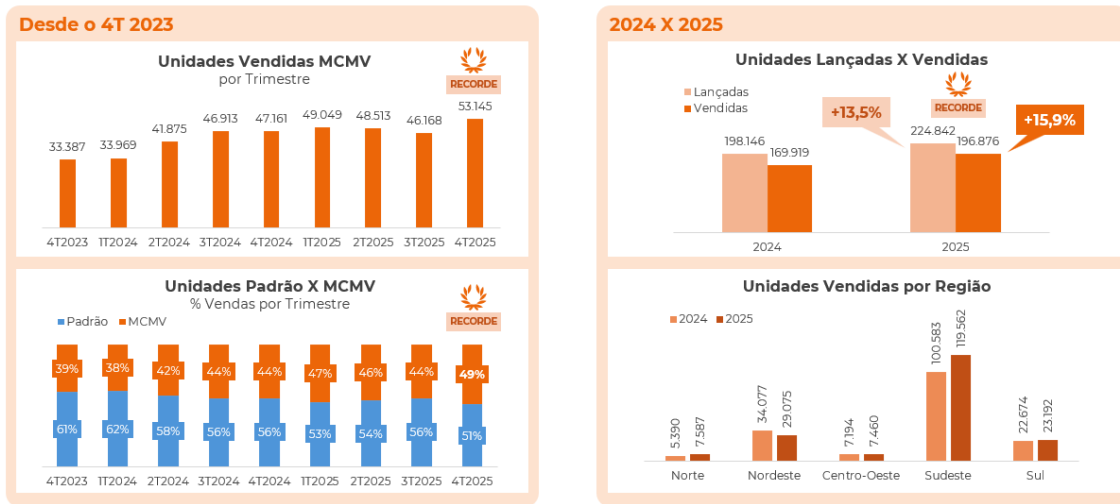 Desde o 4T 2023
Unidades Vendidas MCMV
por Trimestre
RECORDE
33.387 33.969 41.875 46.913 47.161 49.049 48.513 46.168 53.145
4T2023 1T2024 2T2024 3T2024 4T2024 1T2025 2T2025 3T2025 4T2025
Unidades Padrão X MCMV
% Vendas por Trimestre
RECORDE
Padrão MCMV
39% 38% 42% 44% 44% 47% 46% 44% 49%
61% 62% 58% 56% 56% 53% 54% 56% 51%
4T2023 1T2024 2T2024 3T2024 4T2024 1T2025 2T2025 3T2025 4T2025
2024 X 2025
Unidades Lançadas X Vendidas
Lançadas
Vendidas
RECORDE
+13,5%
+15,9%
198.146 169.919 224.842 196.876
2024 2025
Unidades Vendidas por Região
2024 2025
5.390 7.587 34.077 29.075 7.194 7.460 100.583 119.562 22.674 23.192
Norte Nordeste Centro-Oeste Sudeste Sul